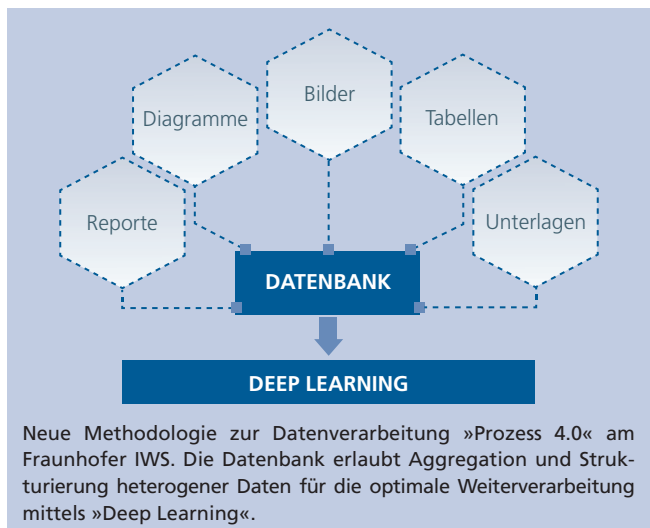 Bilder
Diagramme
Tabellen
Reporte
Unterlagen
DATENBANK
DEEP LEARNING
Neue Methodologie zur Datenverarbeitung »Prozess 4.0« am
Fraunhofer IWS. Die Datenbank erlaubt Aggregation und Struk-
turierung heterogener Daten für die optimale Weiterverarbeitung
mittels »Deep Learning«.